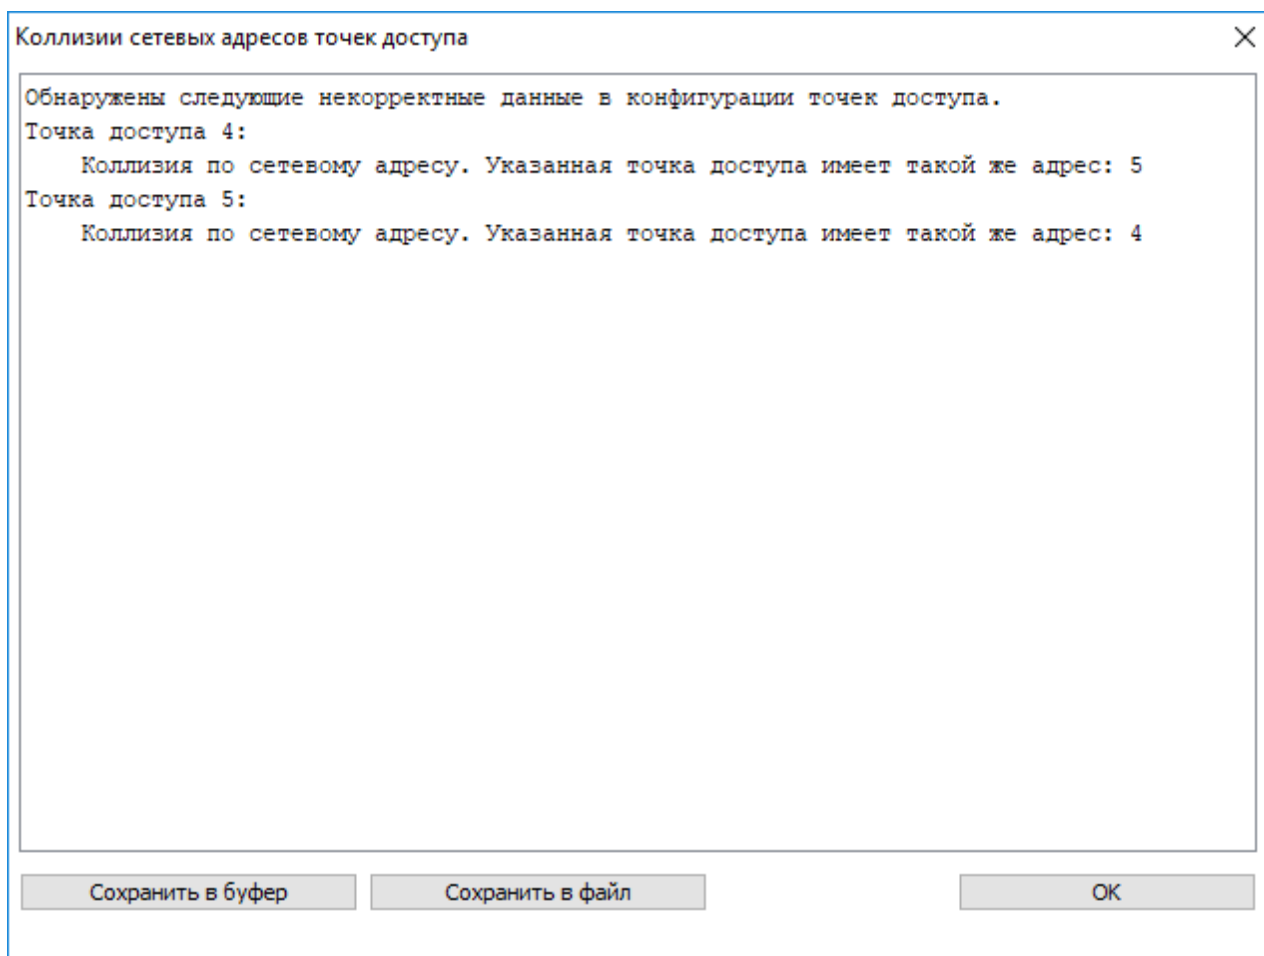 Коллизии сетевых адресов точек доступа
Обнаружены следующие некорректные данные в конфигурации точек доступа.
Точка доступа 4:
Коллизия по сетевому адресу. Указанная точка доступа имеет такой же адрес: 5
Точка доступа 5:
Коллизия по сетевому адресу. Указанная точка доступа имеет такой же адрес: 4
Сохранить в буфер
Сохранить в файл
ОК